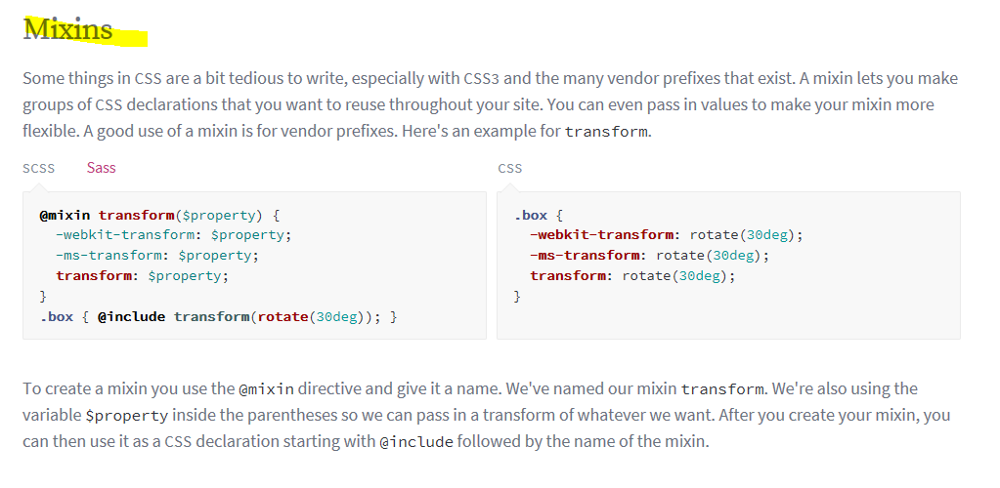 Mixins
Some things in CSS are a bit tedious to write, especially with CSS3 and the many vendor prefixes that exist. A mixin lets you make
groups of CSS declarations that you want to reuse throughout your site. You can even pass in values to make your mixin more
flexible. A good use of a mixin is for vendor prefixes. Here's an example for transform.
SCSS Sass
@mixin transform($property) {
  -webkit-transform: $property;
  -ms-transform: $property;
  transform: $property;
}
.box { @include transform(rotate(30deg)); }
CSS
.box {
  -webkit-transform: rotate(30deg);
  -ms-transform: rotate(30deg);
  transform: rotate(30deg);
}
To create a mixin you use the @mixin directive and give it a name. We've named our mixin transform. We're also using the
variable $property inside the parentheses so we can pass in a transform of whatever we want. After you create your mixin, you
can then use it as a CSS declaration starting with @include followed by the name of the mixin.